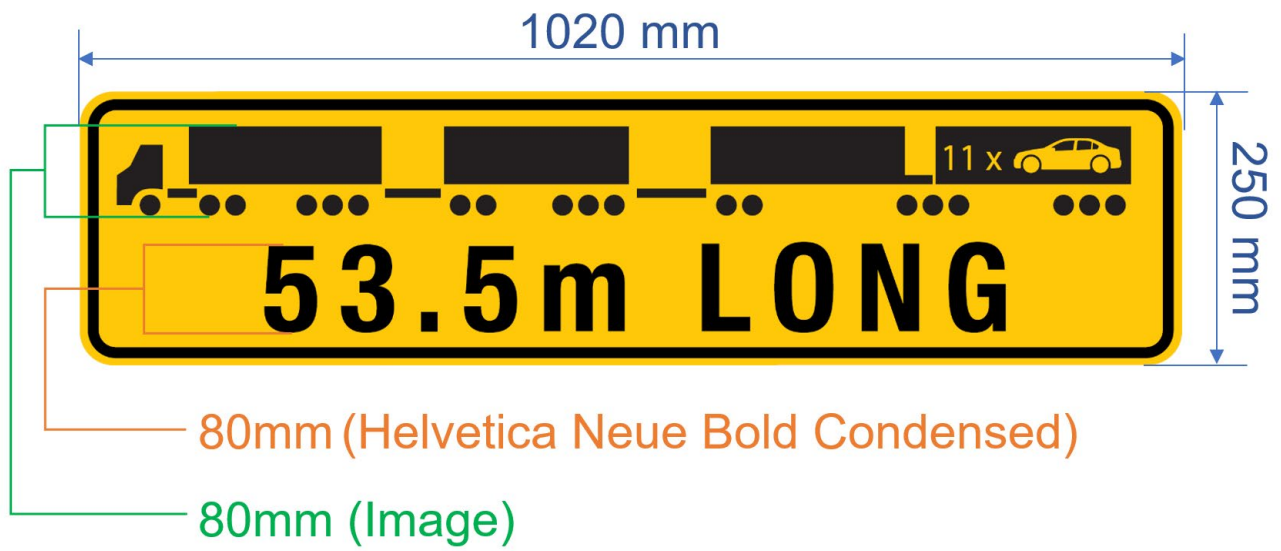 1020 mm
11 x
250 mm
53.5m LONG
80mm (Helvetica Neue Bold Condensed)
80mm (Image)